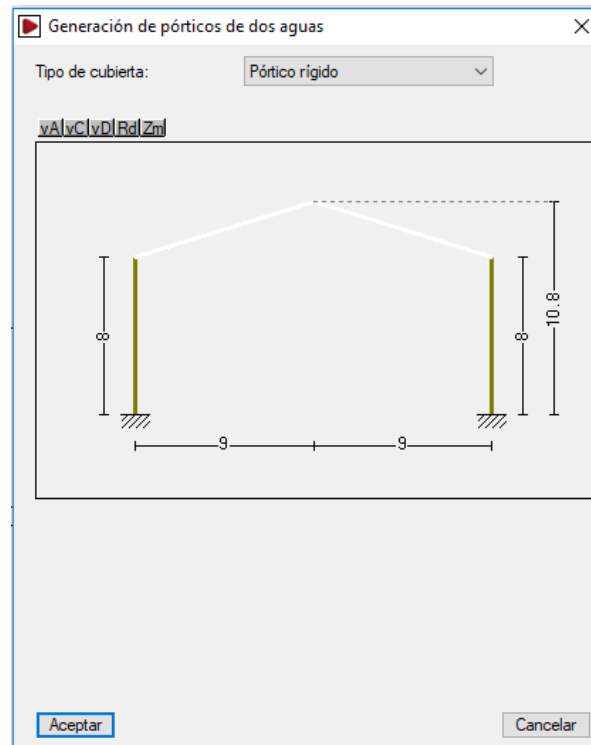 Generación de pórticos de dos aguas
Tipo de cubierta: Pórtico rígido
vA vC vD Rd Zm
8 8 10.8
9 9
Aceptar Cancelar